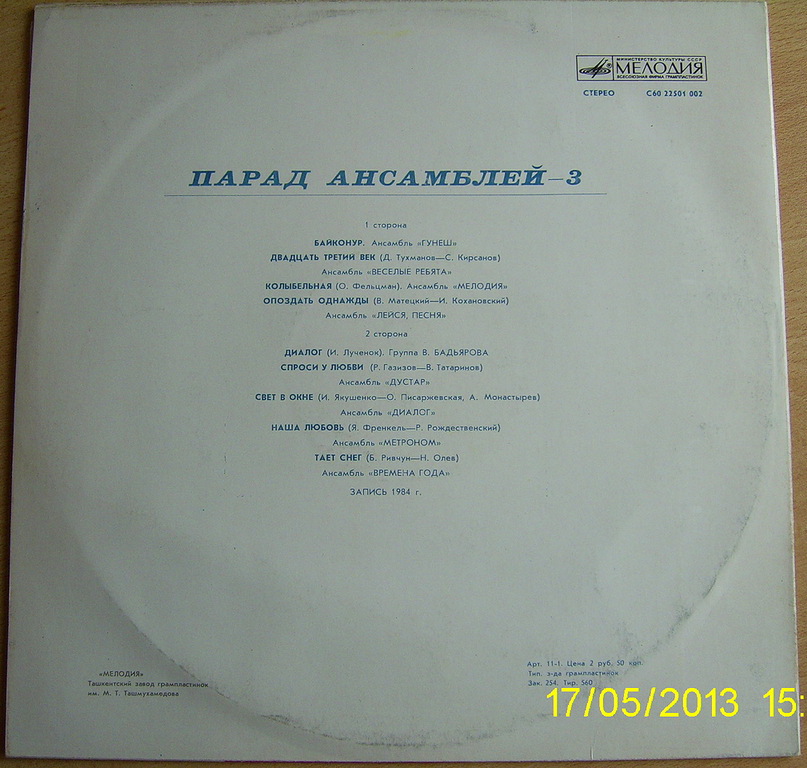 МИНИСТЕРСТВО КУЛЬТУРЫ СССР
МЕЛОДИЯ
ВСЕСОЮЗНАЯ ФИРМА ГРАМПЛАСТИНОК
СТЕРЕО С60 22501 002
ПАРАД АНСАМБЛЕЙ—3
1 сторона
БАЙКОНУР. Ансамбль «ГУНЕШ»
ДВАДЦАТЬ ТРЕТИЙ ВЕК (Д. Тухманов—С. Кирсанов)
Ансамбль «ВЕСЕЛЫЕ РЕБЯТА»
КОЛЫБЕЛЬНАЯ (О. Фельцман). Ансамбль «МЕЛОДИЯ»
ОПОЗДАТЬ ОДНАЖДЫ (В. Матецкий—И. Кохановский)
Ансамбль «ЛЕЙСЯ, ПЕСНЯ»
2 сторона
ДИАЛОГ (И. Лученок). Группа В. БАДЬЯРОВА
СПРОСИ У ЛЮБВИ (Р. Газизов—В. Татаринов)
Ансамбль «ДУСТАР»
СВЕТ В ОКНЕ (И. Якушенко—О. Писаржевская, А. Монастырев)
Ансамбль «ДИАЛОГ»
НАША ЛЮБОВЬ (Я. Френкель—Р. Рождественский)
Ансамбль «МЕТРОНОМ»
ТАЕТ СНЕГ (Б. Ривчун—Н. Олев)
Ансамбль «ВРЕМЕНА ГОДА»
ЗАПИСЬ 1984 г.
«МЕЛОДИЯ»
Ташкентский завод грампластинок
им. М. Т. Ташмухамедова
Арт. 11-1. Цена 2 руб. 50 коп.
Тип. з-да грампластинок
Зак. 254. Тир. 560
17/05/2013 15: